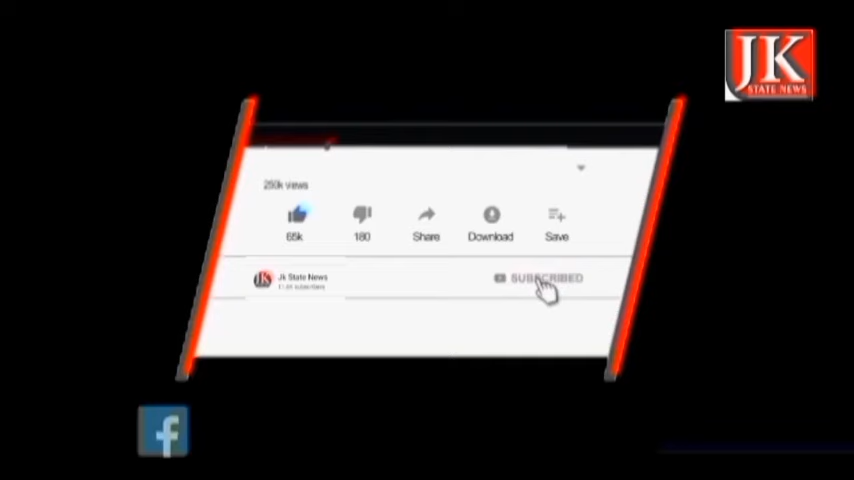 JK
STATE NEWS
250k views
65k
180
Share
Download
Save
Jk State News
SUBSCRIBED
f